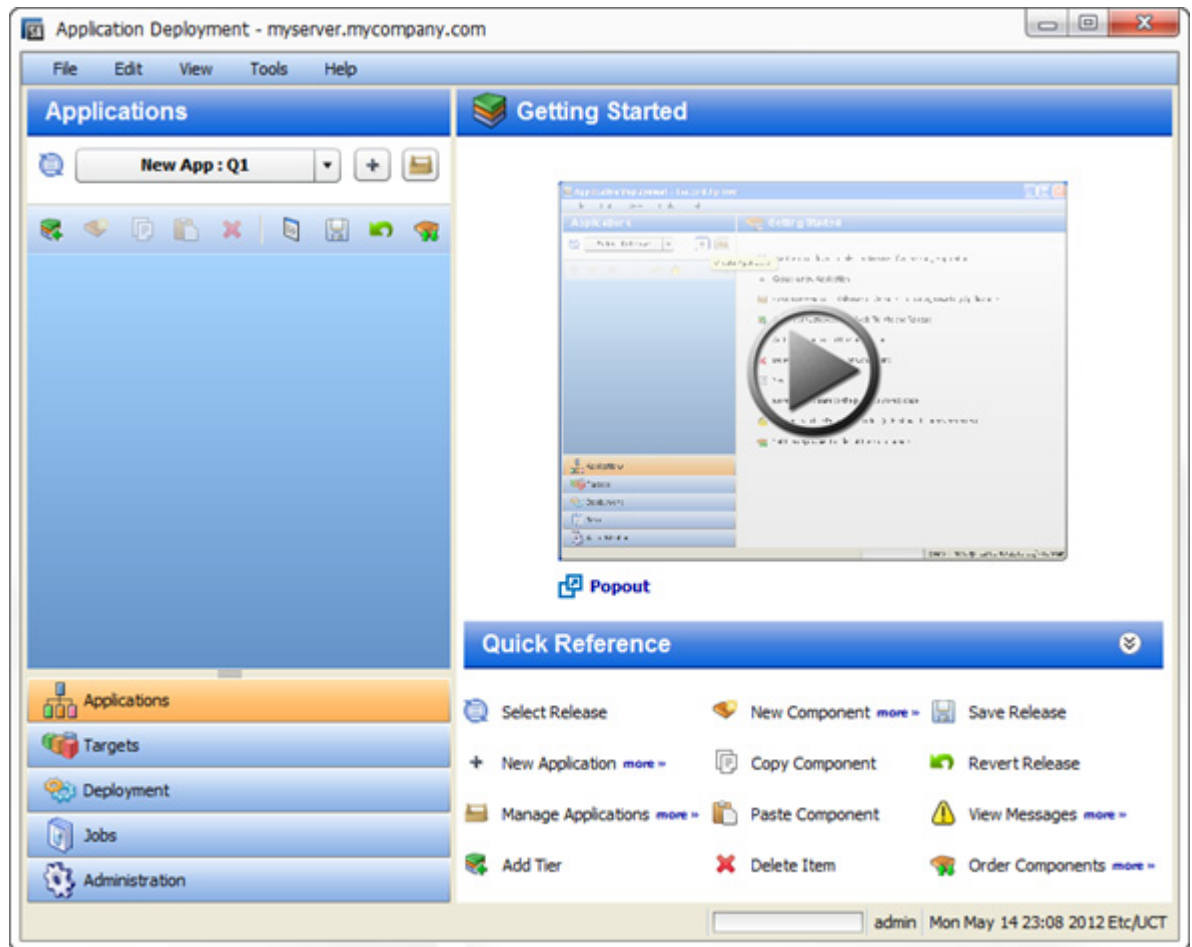 Application Deployment - myserver.mycompany.com
File Edit View Tools Help
Applications
Getting Started
New App : Q1
Applications
Getting Started
Popout
Quick Reference
Applications
Targets
Deployment
Jobs
Administration
Select Release
New Component more »
Save Release
New Application more »
Copy Component
Revert Release
Manage Applications more »
Paste Component
View Messages more »
Add Tier
Delete Item
Order Components more »
admin
Mon May 14 23:08 2012 Etc/UCT